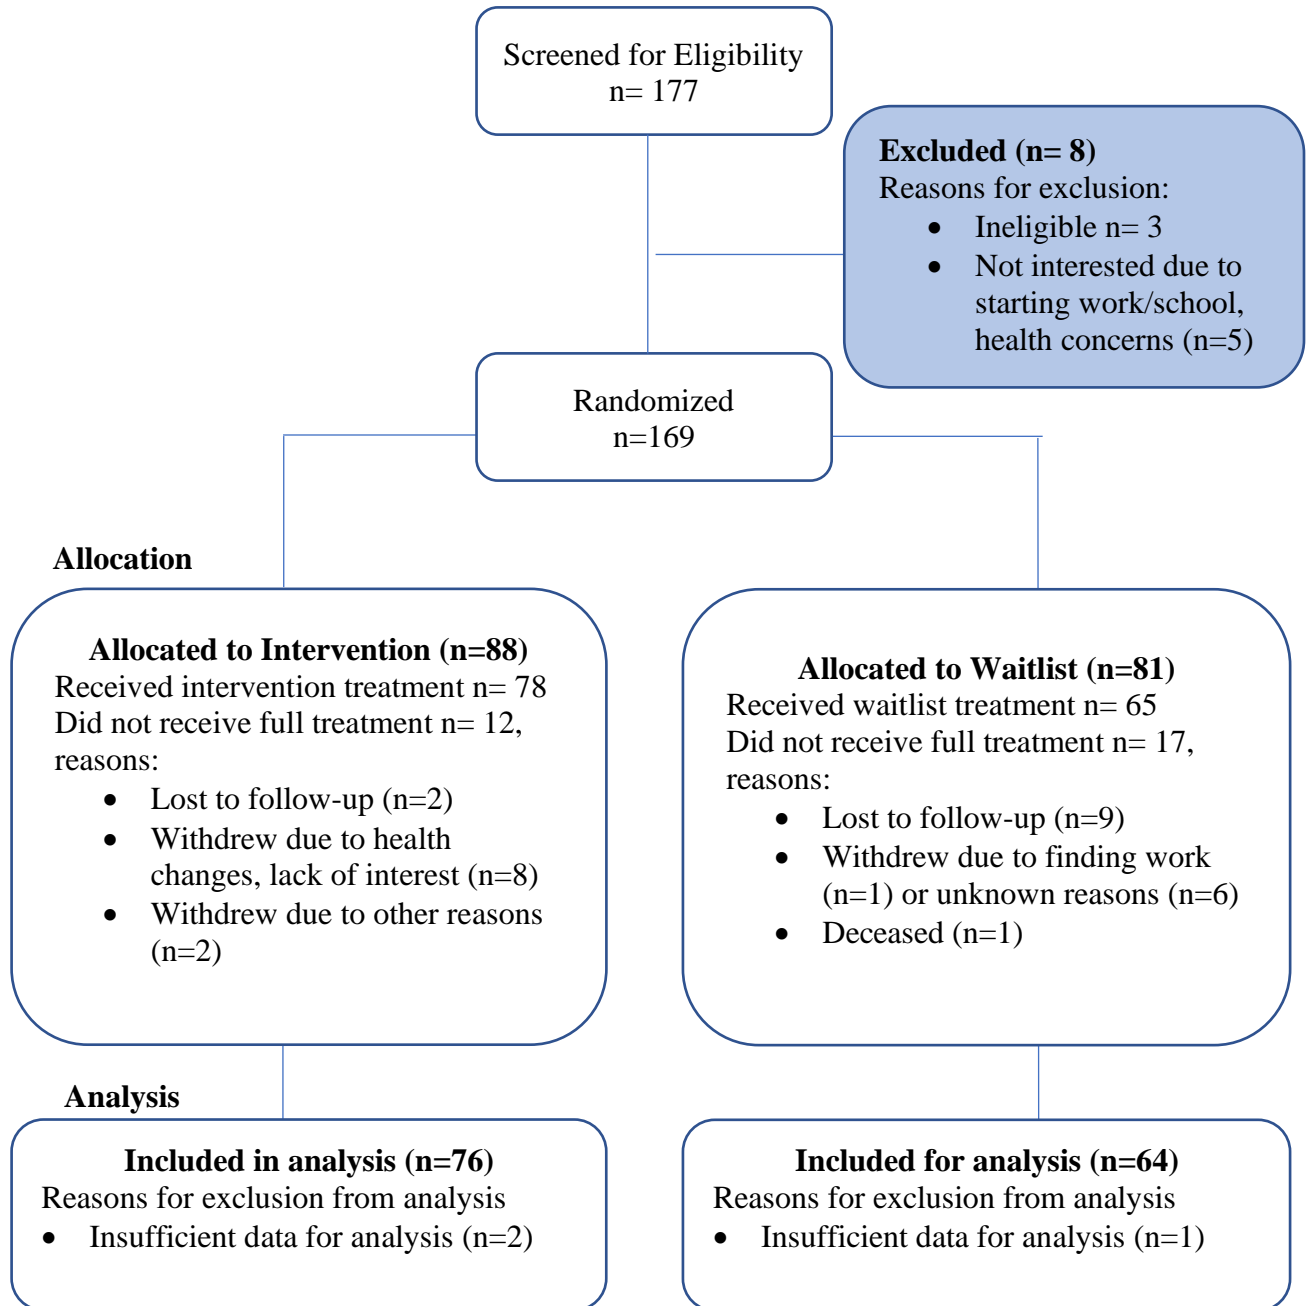 Screened for Eligibility
n= 177
Excluded (n= 8)
Reasons for exclusion:
• Ineligible n= 3
• Not interested due to
starting work/school,
health concerns (n=5)
Randomized
n=169
Allocation
Allocated to Intervention (n=88)
Received intervention treatment n= 78
Did not receive full treatment n= 12,
reasons:
• Lost to follow-up (n=2)
• Withdrew due to health
changes, lack of interest (n=8)
• Withdrew due to other reasons
(n=2)
Allocated to Waitlist (n=81)
Received waitlist treatment n= 65
Did not receive full treatment n= 17,
reasons:
• Lost to follow-up (n=9)
• Withdrew due to finding work
(n=1) or unknown reasons (n=6)
• Deceased (n=1)
Analysis
Included in analysis (n=76)
Reasons for exclusion from analysis
• Insufficient data for analysis (n=2)
Included for analysis (n=64)
Reasons for exclusion from analysis
• Insufficient data for analysis (n=1)